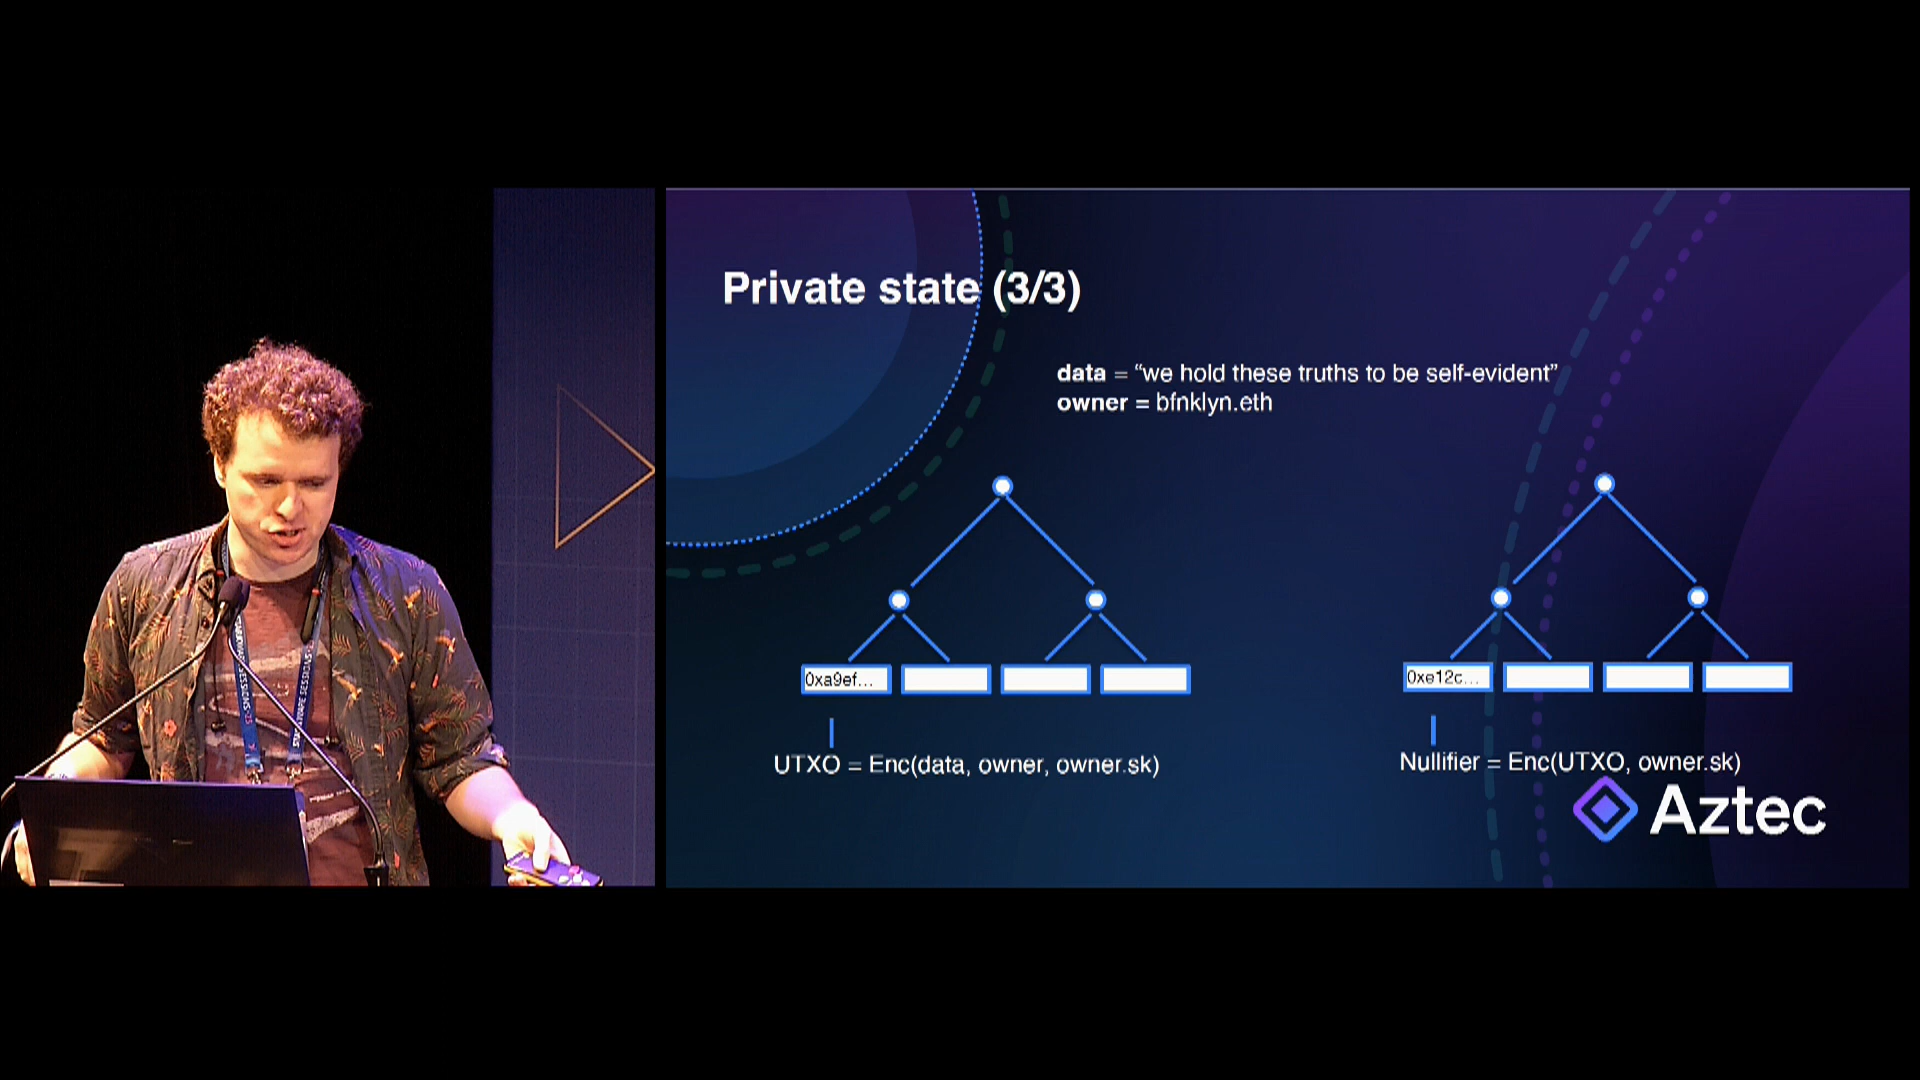 Private state (3/3)
data = “we hold these truths to be self-evident”
owner = bfnklyn.eth
0xa9ef...
0xe12c...
UTXO = Enc(data, owner, owner.sk)
Nullifier = Enc(UTXO, owner.sk)
Aztec